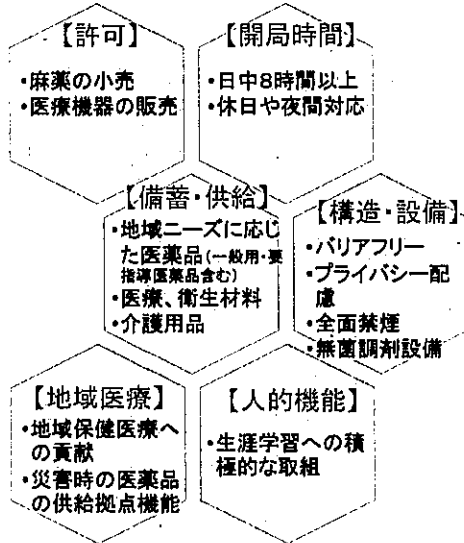 【許可】
・麻薬の小売
・医療機器の販売
【開局時間】
・日中8時間以上
・休日や夜間対応
【備蓄・供給】
・地域ニーズに応じ
た医薬品(一般用・要
指導医薬品含む)
・医療、衛生材料
・介護用品
【構造・設備】
・バリアフリー
・プライバシー配
慮
・全面禁煙
・無菌調剤設備
【地域医療】
・地域保健医療へ
の貢献
・災害時の医薬品
の供給拠点機能
【人的機能】
・生涯学習への積
極的な取組